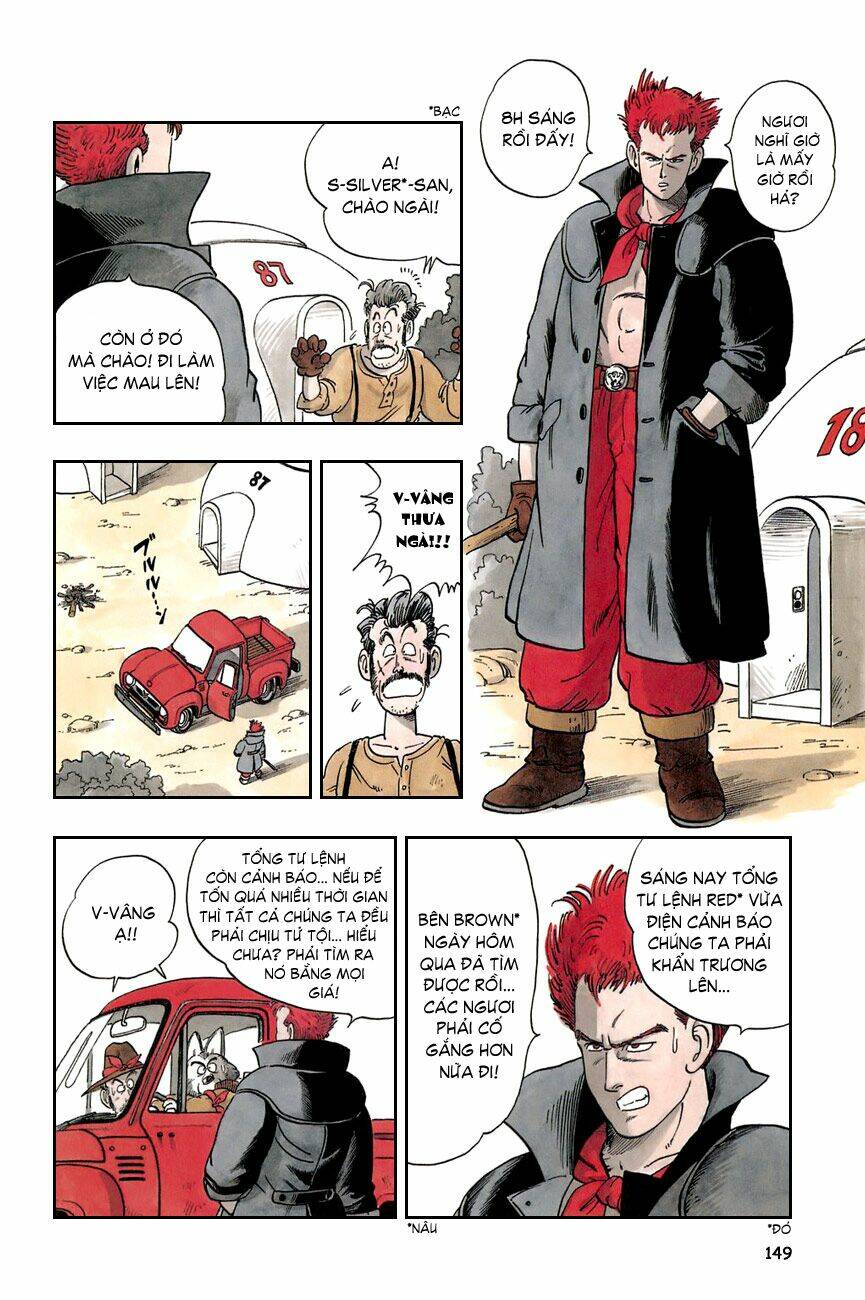 NGƯƠI
NGHĨ GIỜ
LÀ MẤY
GIỜ RỒI
HẢ?
8H SÁNG
RỒI ĐẤY!
*BẠC
A!
S-SILVER*-SAN,
CHÀO NGÀI!
87
CÒN Ở ĐÓ
MÀ CHÀO! ĐI LÀM
VIỆC MAU LÊN!
18
V-VÂNG
THƯA
NGÀI!!!
87
ブルルル…ン
SÁNG NAY TỔNG
TƯ LỆNH RED* VỪA
ĐIỆN CẢNH BÁO
CHÚNG TA PHẢI
KHẨN TRƯƠNG
LÊN...
BÊN BROWN*
NGÀY HÔM
QUA ĐÃ TÌM
ĐƯỢC RỒI...
CÁC NGƯƠI
PHẢI CỐ
GẮNG HƠN
NỮA ĐI!
TỔNG TƯ LỆNH
CÒN CẢNH BÁO... NẾU ĐỂ
TỐN QUÁ NHIỀU THỜI GIAN
THÌ TẤT CẢ CHÚNG TA ĐỀU
PHẢI CHỊU TỬ TỘI... HIỂU
CHƯA? PHẢI TÌM RA
NÓ BẰNG MỌI
GIÁ!
V-VÂNG
Ạ!!
*NÂU
*ĐỎ
149